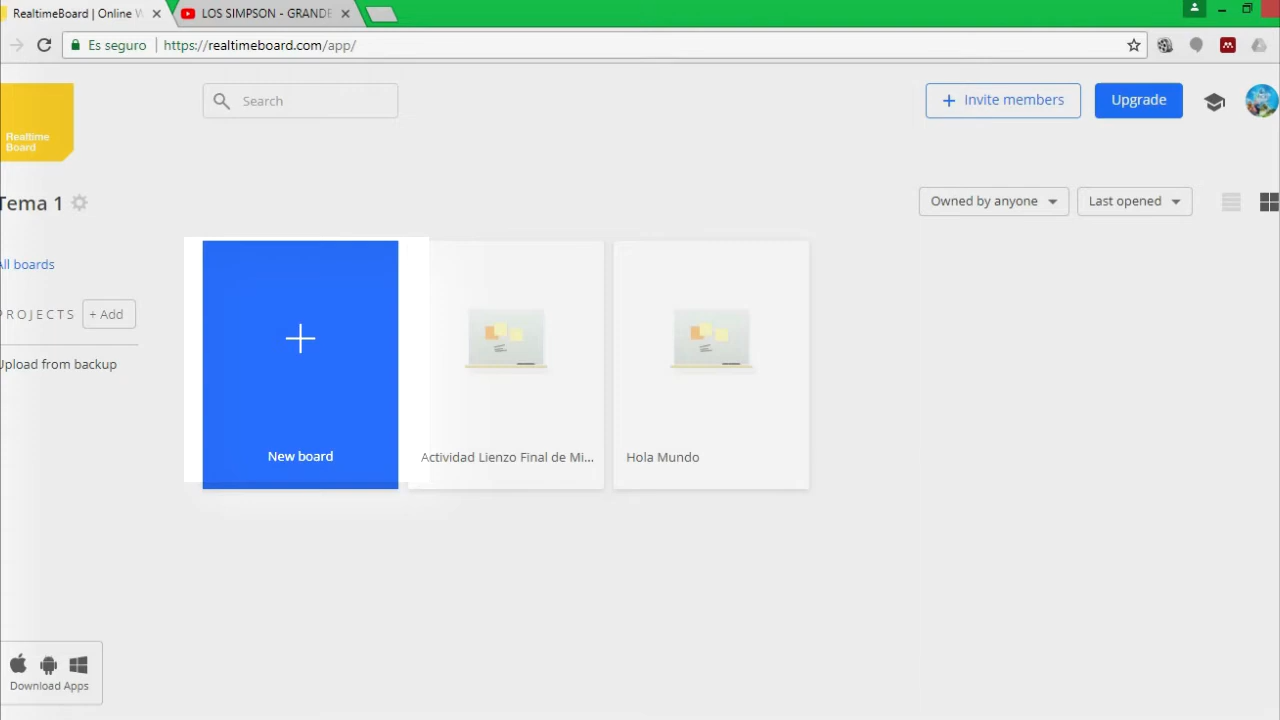 RealtimeBoard | Online W
LOS SIMPSON - GRANDE
Es seguro
https://realtimeboard.com/app/
Realtime
Board
Search
+ Invite members
Upgrade
Tema 1
Owned by anyone
Last opened
All boards
PROJECTS
+ Add
Upload from backup
New board
Actividad Lienzo Final de Mi...
Hola Mundo
Download Apps